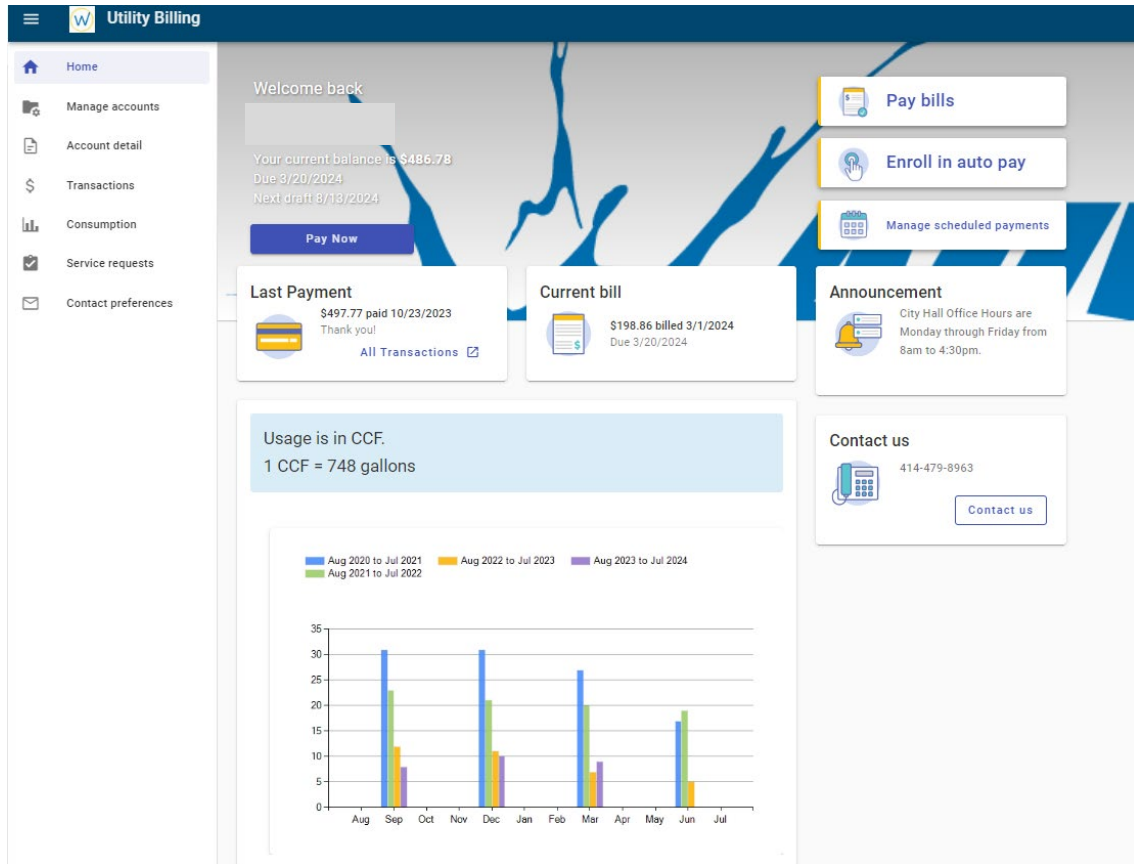 W
Utility Billing
Home
Manage accounts
Account detail
Transactions
Consumption
Service requests
Contact preferences
Welcome back
Your current balance is $486.78
Due 3/20/2024
Next draft 8/13/2024
Pay Now
Pay bills
Enroll in auto pay
Manage scheduled payments
Last Payment
$497.77 paid 10/23/2023
Thank you!
All Transactions
Current bill
$198.86 billed 3/1/2024
Due 3/20/2024
Announcement
City Hall Office Hours are
Monday through Friday from
8am to 4:30pm.
Usage is in CCF.
1 CCF = 748 gallons
Contact us
414-479-8963
Contact us
Aug 2020 to Jul 2021 Aug 2022 to Jul 2023 Aug 2023 to Jul 2024
Aug 2021 to Jul 2022
35
30
25
20
15
10
5
0
Aug Sep Oct Nov Dec Jan Feb Mar Apr May Jun Jul